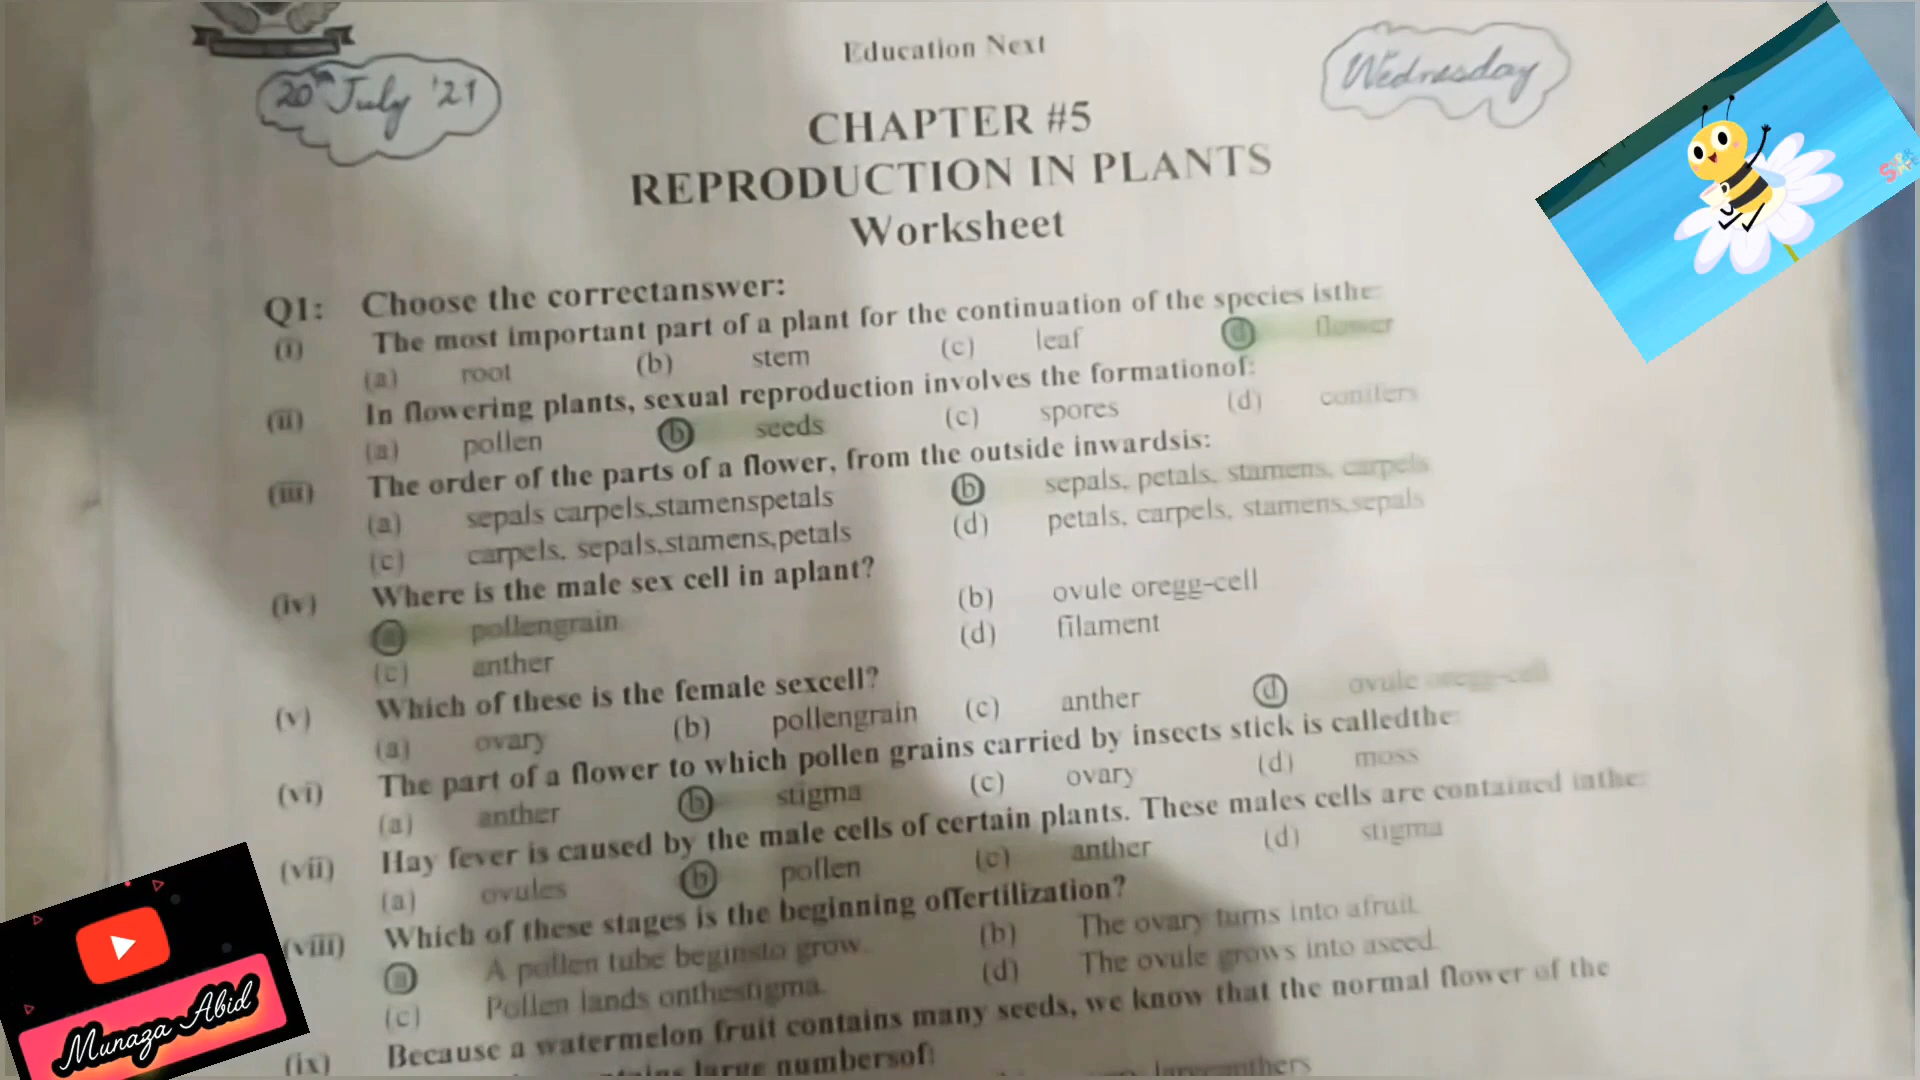 Education Next
20th July '21
Wednesday
CHAPTER #5
REPRODUCTION IN PLANTS
Worksheet
Q1: Choose the correctanswer:
(i) The most important part of a plant for the continuation of the species isthe:
(a) root (b) stem (c) leaf (d) flower
(ii) In flowering plants, sexual reproduction involves the formationof:
(a) pollen (b) seeds (c) spores (d) conifers
(iii) The order of the parts of a flower, from the outside inwardsis:
(a) sepals carpels,stamenspetals (b) sepals, petals, stamens, carpels
(c) carpels, sepals,stamens,petals (d) petals, carpels, stamens,sepals
(iv) Where is the male sex cell in aplant?
(a) pollengrain (b) ovule oregg-cell
(c) anther (d) filament
(v) Which of these is the female sexcell?
(a) ovary (b) pollengrain (c) anther (d) ovule oregg-cell
(vi) The part of a flower to which pollen grains carried by insects stick is calledthe:
(a) anther (b) stigma (c) ovary (d) moss
(vii) Hay fever is caused by the male cells of certain plants. These males cells are contained inthe:
(a) ovules (b) pollen (c) anther (d) stigma
(viii) Which of these stages is the beginning offertilization?
(a) A pollen tube beginsto grow. (b) The ovary turns into afruit.
(c) Pollen lands onthestigma. (d) The ovule grows into aseed.
(ix) Because a watermelon fruit contains many seeds, we know that the normal flower of the
large numbersof:
largeanthers
Munaza Abid